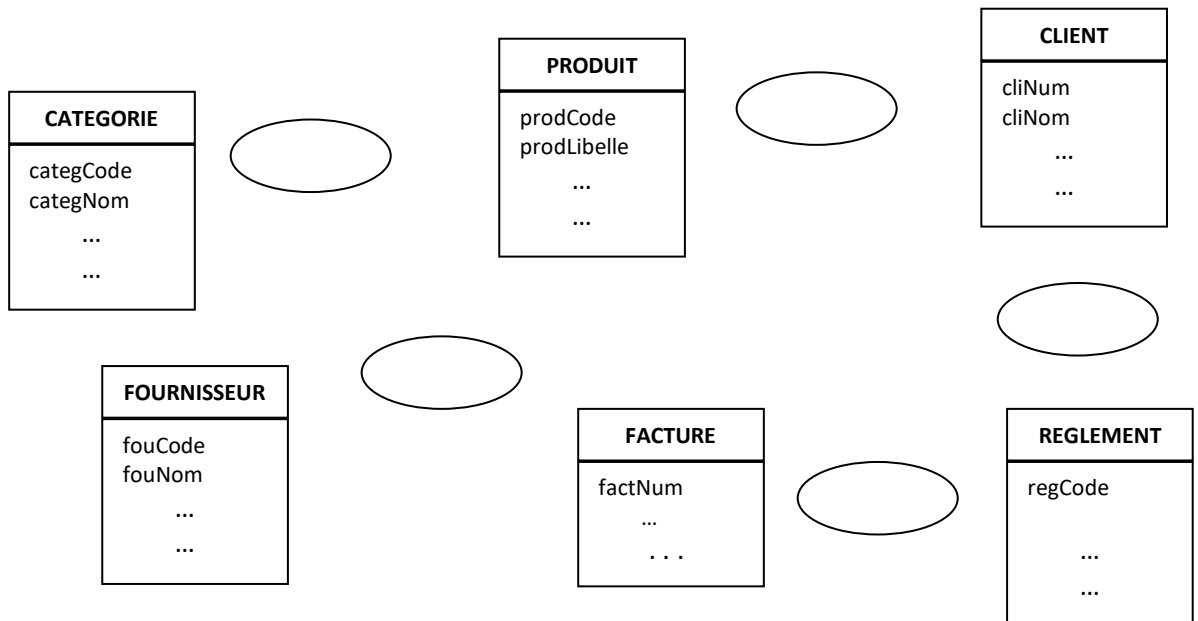 CATEGORIE
categCode
categNom
...
...
PRODUIT
prodCode
prodLibelle
...
...
CLIENT
cliNum
cliNom
...
...
FOURNISSEUR
fouCode
fouNom
...
...
FACTURE
factNum
...
. . .
REGLEMENT
regCode
...
...